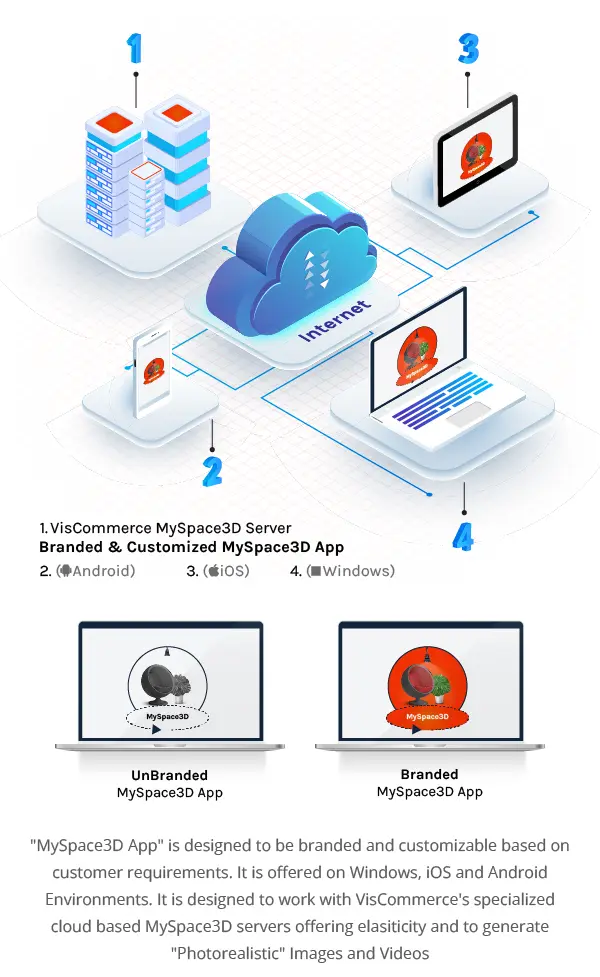 1
3
Internet
MySpace3D
2
4
1. VisCommerce MySpace3D Server
Branded & Customized MySpace3D App
2. (Android) 3. (iOS) 4. (Windows)
MySpace3D MySpace3D
UnBranded Branded
MySpace3D App MySpace3D App
"MySpace3D App" is designed to be branded and customizable based on
customer requirements. It is offered on Windows, iOS and Android
Environments. It is designed to work with VisCommerce's specialized
cloud based MySpace3D servers offering elasiticity and to generate
"Photorealistic" Images and Videos